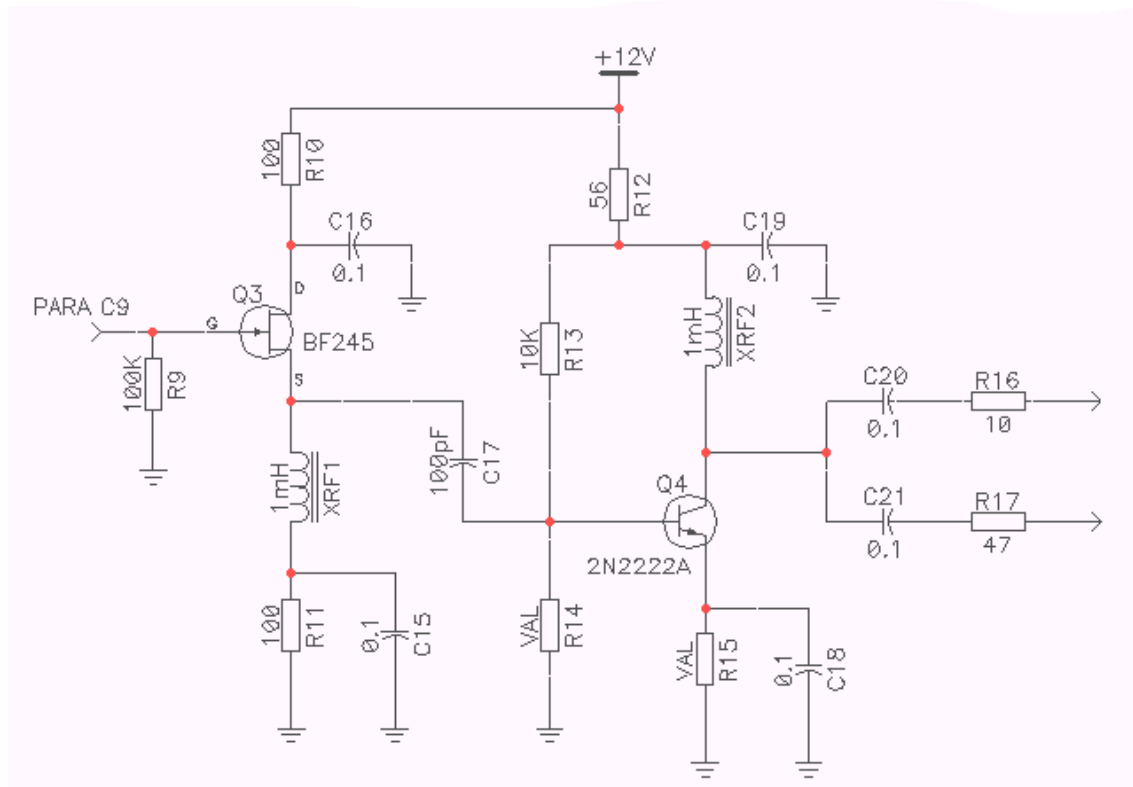 +12V
100
R10
56
R12
C16
0.1
C19
0.1
PARA C9
Q3
D
G
BF245
S
100K
R9
10K
R13
1mH
XRF2
C20
0.1
R16
10
100pF
C17
1mH
XRF1
Q4
2N2222A
C21
0.1
R17
47
100
R11
0.1
C15
VAL
R14
VAL
R15
0.1
C18